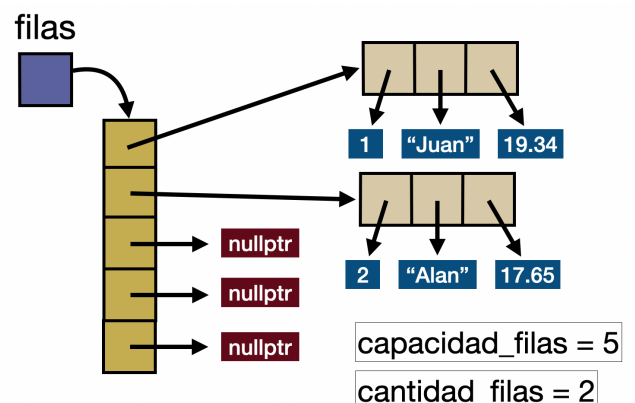 filas
1 “Juan” 19.34
2 “Alan” 17.65
nullptr
nullptr
nullptr
capacidad_filas = 5
cantidad_filas = 2